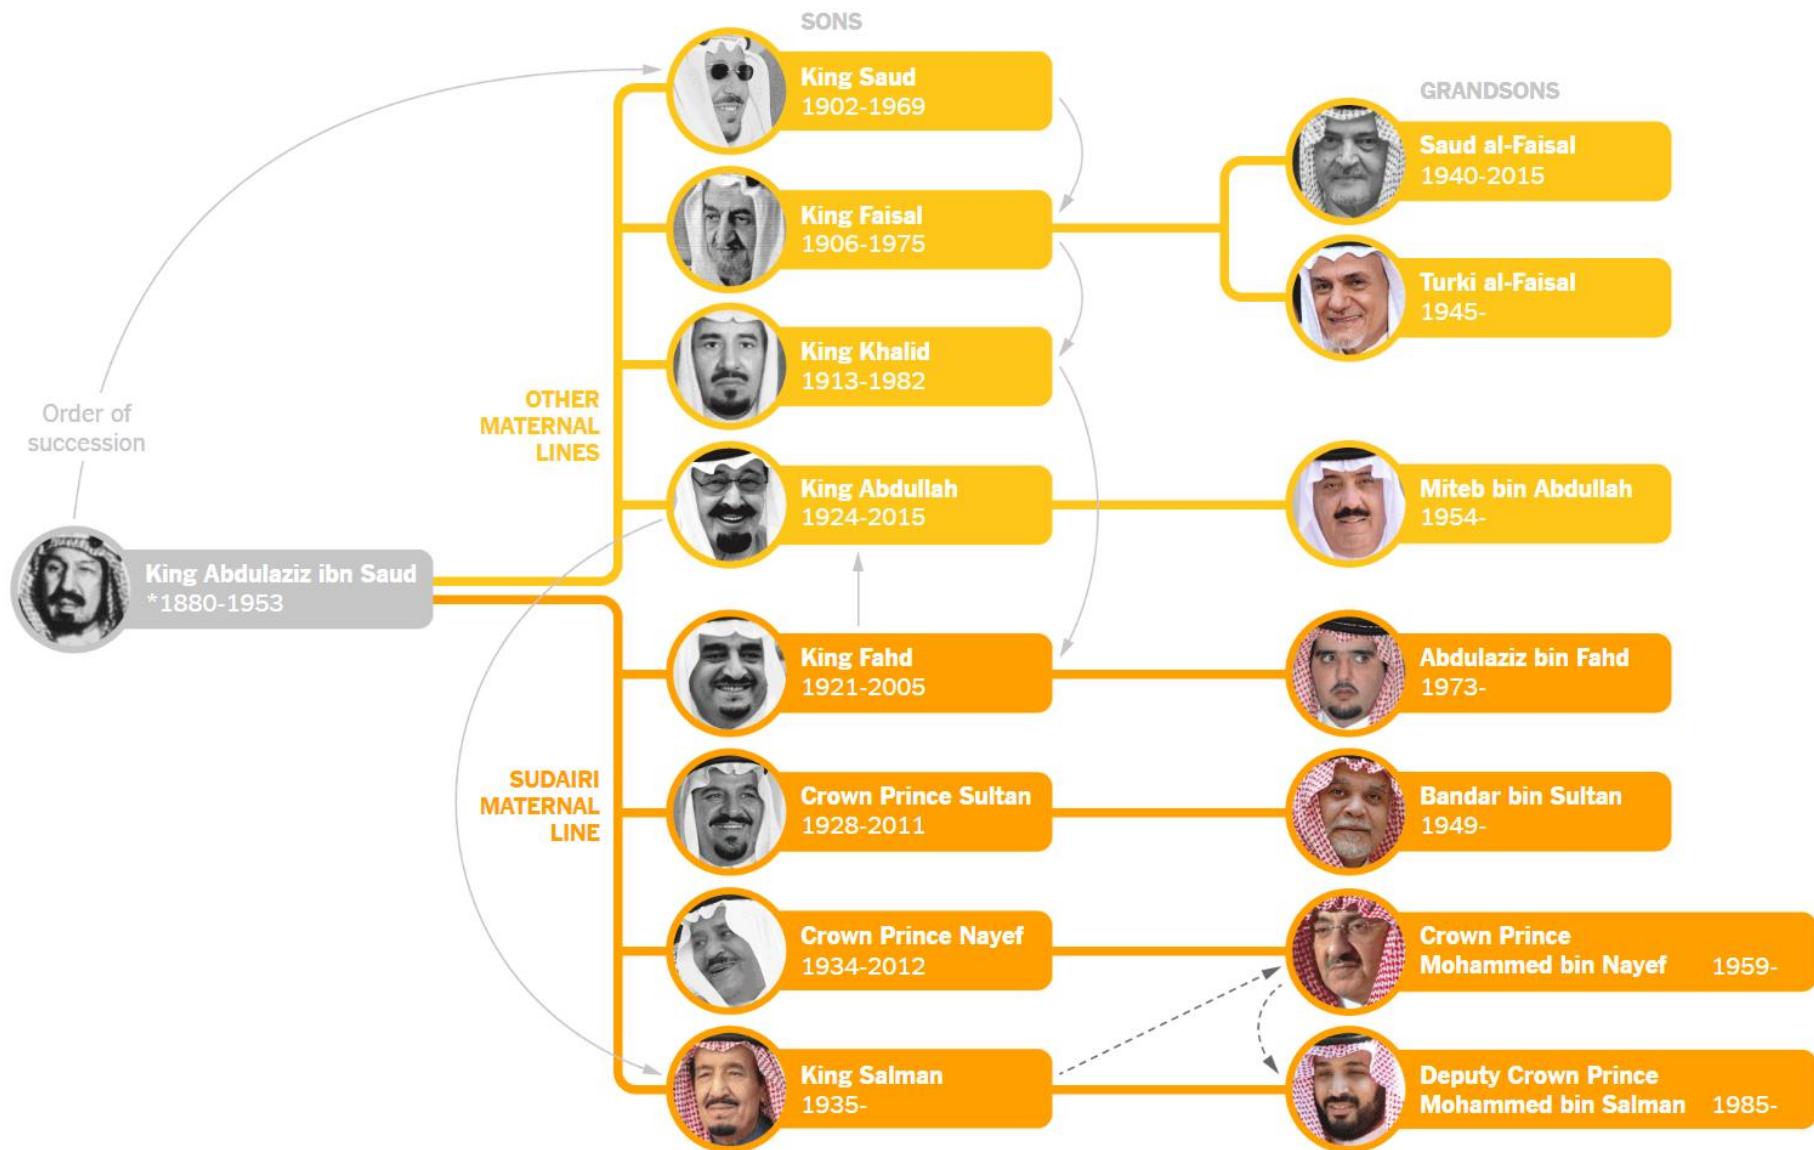 SONS
King Saud
1902-1969
GRANDSONS
Saud al-Faisal
1940-2015
King Faisal
1906-1975
Turki al-Faisal
1945-
King Khalid
1913-1982
Order of
succession
OTHER
MATERNAL
LINES
King Abdullah
1924-2015
Miteb bin Abdullah
1954-
King Abdulaziz ibn Saud
*1880-1953
King Fahd
1921-2005
Abdulaziz bin Fahd
1973-
SUDAIRI
MATERNAL
LINE
Crown Prince Sultan
1928-2011
Bandar bin Sultan
1949-
Crown Prince Nayef
1934-2012
Crown Prince
Mohammed bin Nayef 1959-
King Salman
1935-
Deputy Crown Prince
Mohammed bin Salman 1985-